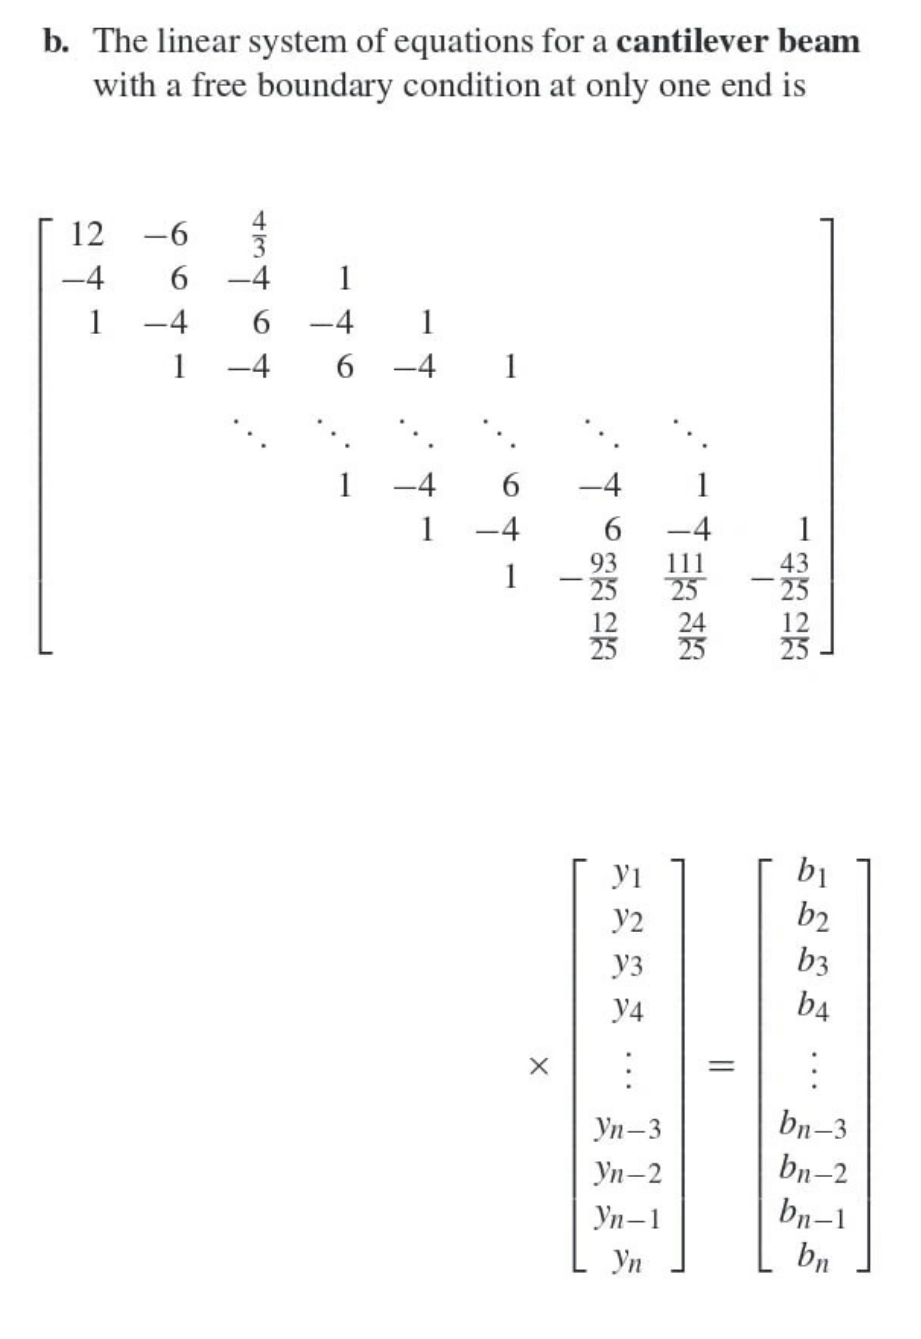 b. The linear system of equations for a cantilever beam
with a free boundary condition at only one end is
12 −6 4/3
−4 6 −4 1
1 −4 6 −4 1
1 −4 6 −4 1
⋱ ⋱ ⋱ ⋱ ⋱ ⋱
1 −4 6 −4 1
1 −4 6 −4 1
1 −93/25 111/25 −43/25
12/25 24/25 12/25
y1 b1
y2 b2
y3 b3
y4 b4
× ⋮ = ⋮
yn−3 bn−3
yn−2 bn−2
yn−1 bn−1
yn bn